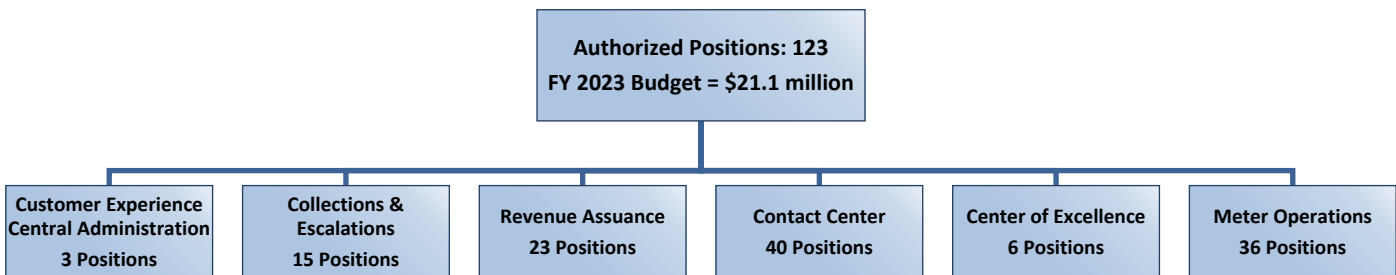 Authorized Positions: 123
FY 2023 Budget = $21.1 million
Customer Experience
Central Administration
3 Positions
Collections &
Escalations
15 Positions
Revenue Assuance
23 Positions
Contact Center
40 Positions
Center of Excellence
6 Positions
Meter Operations
36 Positions